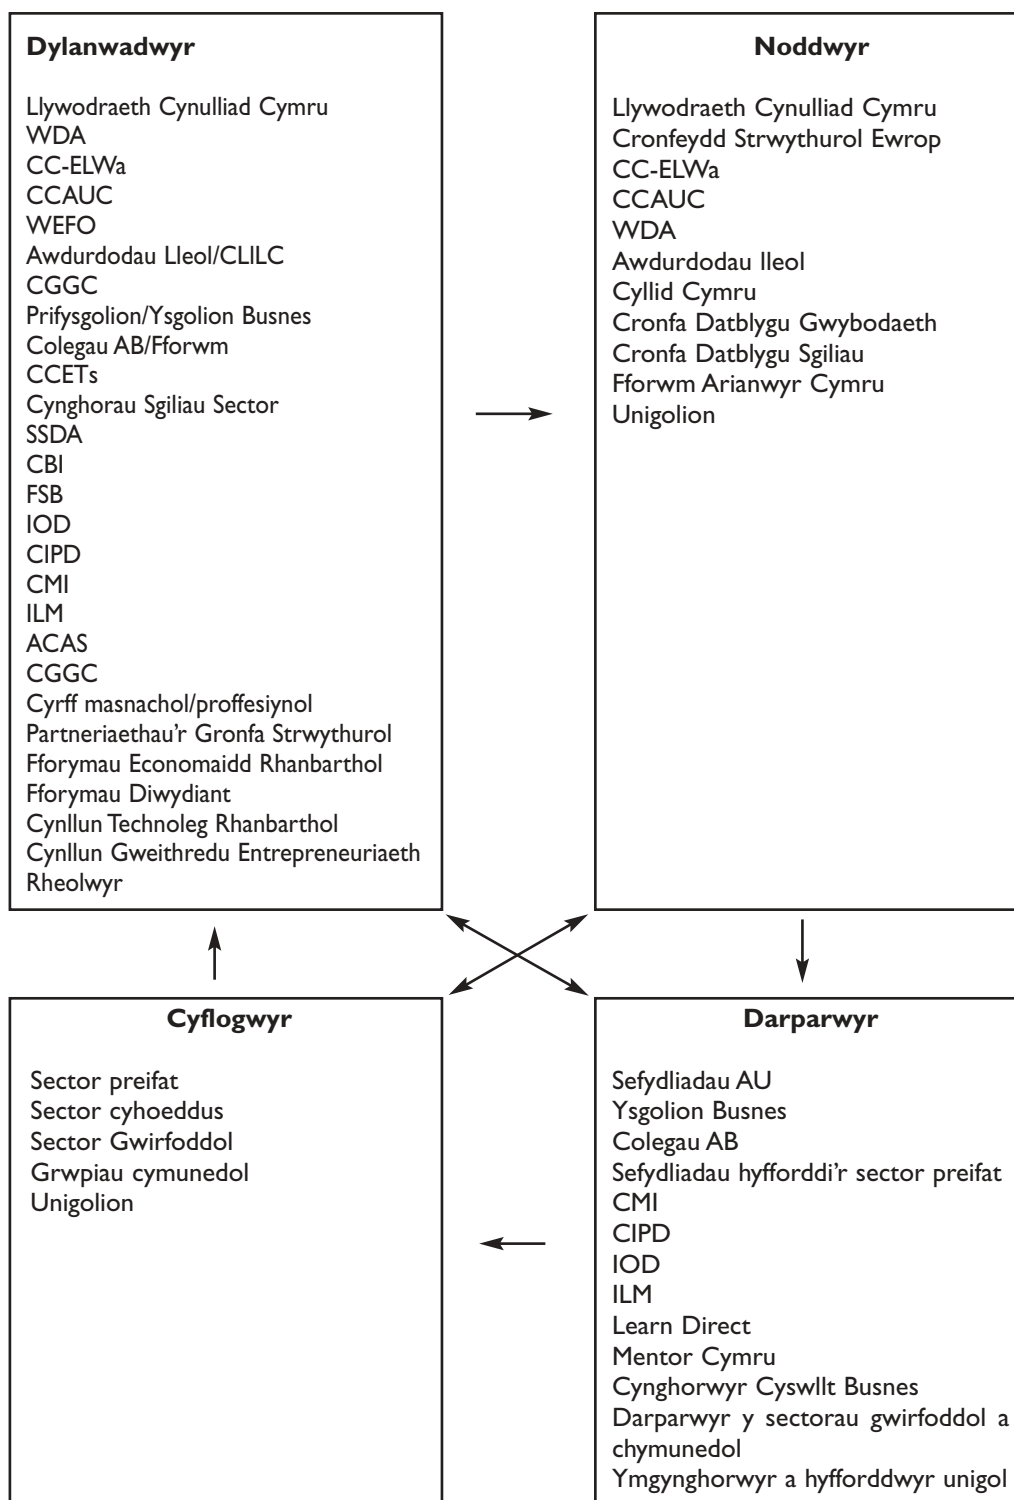 Dylanwadwyr
Llywodraeth Cynulliad Cymru
WDA
CC-ELWa
CCAUC
WEFO
Awdurdodau Lleol/CLlLC
CGGC
Prifysgolion/Ysgolion Busnes
Colegau AB/Fforwm
CCETs
Cynghorau Sgiliau Sector
SSDA
CBI
FSB
IOD
CIPD
CMI
ILM
ACAS
CGGC
Cyrff masnachol/proffesiynol
Partneriaethau’r Gronfa Strwythurol
Fforymau Economaidd Rhanbarthol
Fforymau Diwydiant
Cynllun Technoleg Rhanbarthol
Cynllun Gweithredu Entrepreneuriaeth
Rheolwyr
Noddwyr
Llywodraeth Cynulliad Cymru
Cronfeydd Strwythurol Ewrop
CC-ELWa
CCAUC
WDA
Awdurdodau lleol
Cyllid Cymru
Cronfa Datblygu Gwybodaeth
Cronfa Datblygu Sgiliau
Fforwm Arianwyr Cymru
Unigolion
Cyflogwyr
Sector preifat
Sector cyhoeddus
Sector Gwirfoddol
Grwpiau cymunedol
Unigolion
Darparwyr
Sefydliadau AU
Ysgolion Busnes
Colegau AB
Sefydliadau hyfforddi’r sector preifat
CMI
CIPD
IOD
ILM
Learn Direct
Mentor Cymru
Cynghorwyr Cyswllt Busnes
Darparwyr y sectorau gwirfoddol a
chymunedol
Ymgynghorwyr a hyfforddwyr unigol